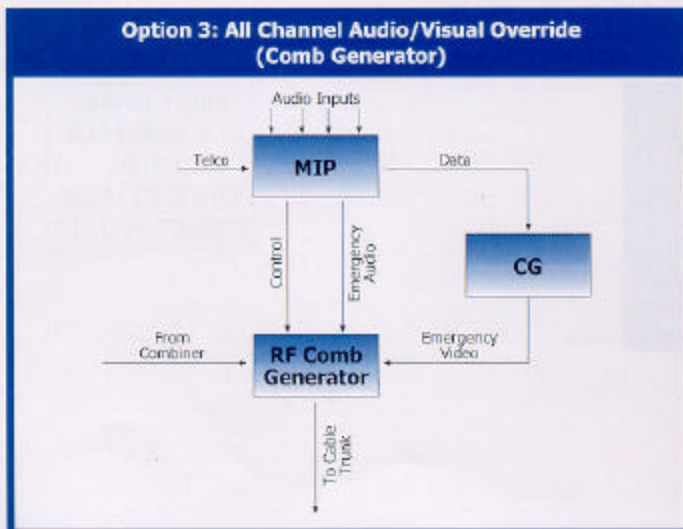 Option 3: All Channel Audio/Visual Override
(Comb Generator)
Audio Inputs
Telco
MIP
Data
Control
Emergency
Audio
CG
From
Combiner
RF Comb
Generator
Emergency
Video
To Cable
Trunk